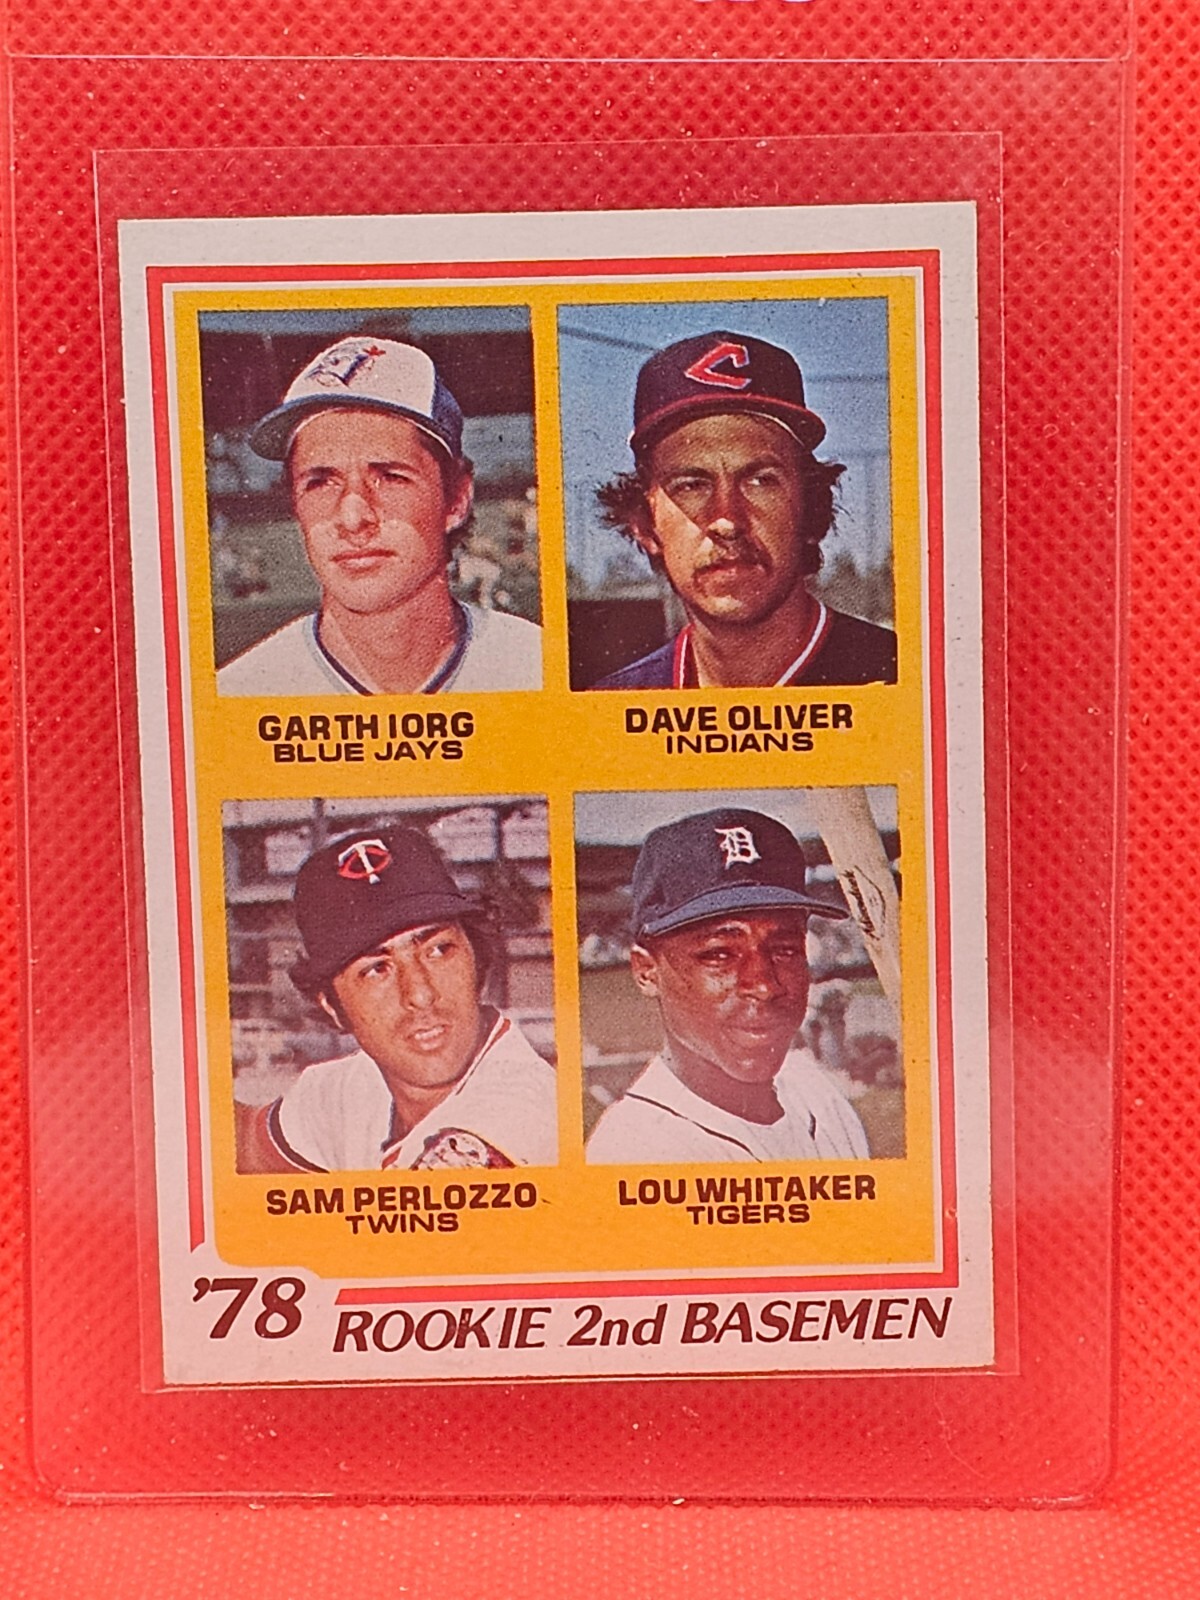 GARTH IORG
BLUE JAYS
DAVE OLIVER
INDIANS
SAM PERLOZZO
TWINS
LOU WHITAKER
TIGERS
'78
ROOKIE 2nd BASEMEN